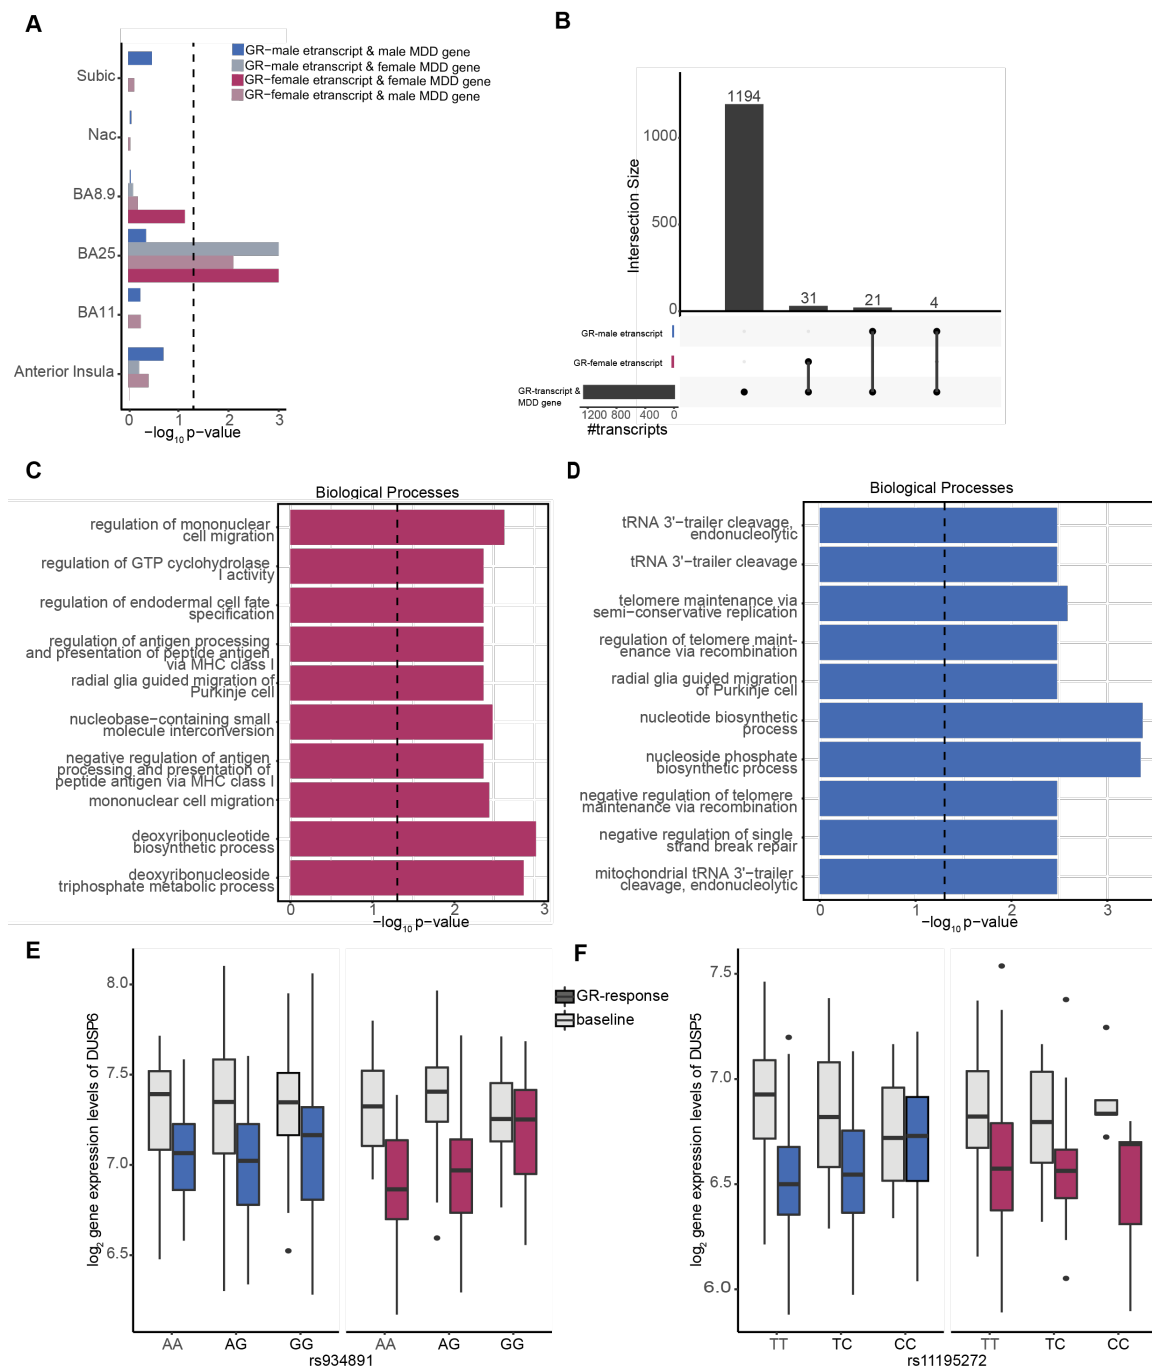 A
GR−male etranscript & male MDD gene
GR−male etranscript & female MDD gene
GR−female etranscript & female MDD gene
GR−female etranscript & male MDD gene
Subic
Nac
BA8.9
BA25
BA11
Anterior Insula
0 1 2 3
−log10 p−value
B
Intersection Size
1000
500
0
1194
31
21
4
GR-male etranscript
GR-female etranscript
GR-transcript &
MDD gene
1200 800 400 0
#transcripts
C
Biological Processes
regulation of mononuclear
cell migration
regulation of GTP cyclohydrolase
I activity
regulation of endodermal cell fate
specification
regulation of antigen processing
and presentation of peptide antigen
via MHC class I
radial glia guided migration of
Purkinje cell
nucleobase−containing small
molecule interconversion
negative regulation of antigen
processing and presentation of
peptide antigen via MHC class I
mononuclear cell migration
deoxyribonucleotide
biosynthetic process
deoxyribonucleoside
triphosphate metabolic process
0 1 2 3
−log10 p−value
D
Biological Processes
tRNA 3'−trailer cleavage,
endonucleolytic
tRNA 3'−trailer cleavage
telomere maintenance via
semi−conservative replication
regulation of telomere maint-
enance via recombination
radial glia guided migration
of Purkinje cell
nucleotide biosynthetic
process
nucleoside phosphate
biosynthetic process
negative regulation of telomere
maintenance via recombination
negative regulation of single
strand break repair
mitochondrial tRNA 3'−trailer
cleavage, endonucleolytic
0 1 2 3
−log10 p−value
E
log2 gene expression levels of DUSP6
8.0
7.5
7.0
6.5
AA AG GG AA AG GG
rs934891
GR-response
baseline
F
log2 gene expression levels of DUSP5
7.5
7.0
6.5
6.0
TT TC CC TT TC CC
rs11195272